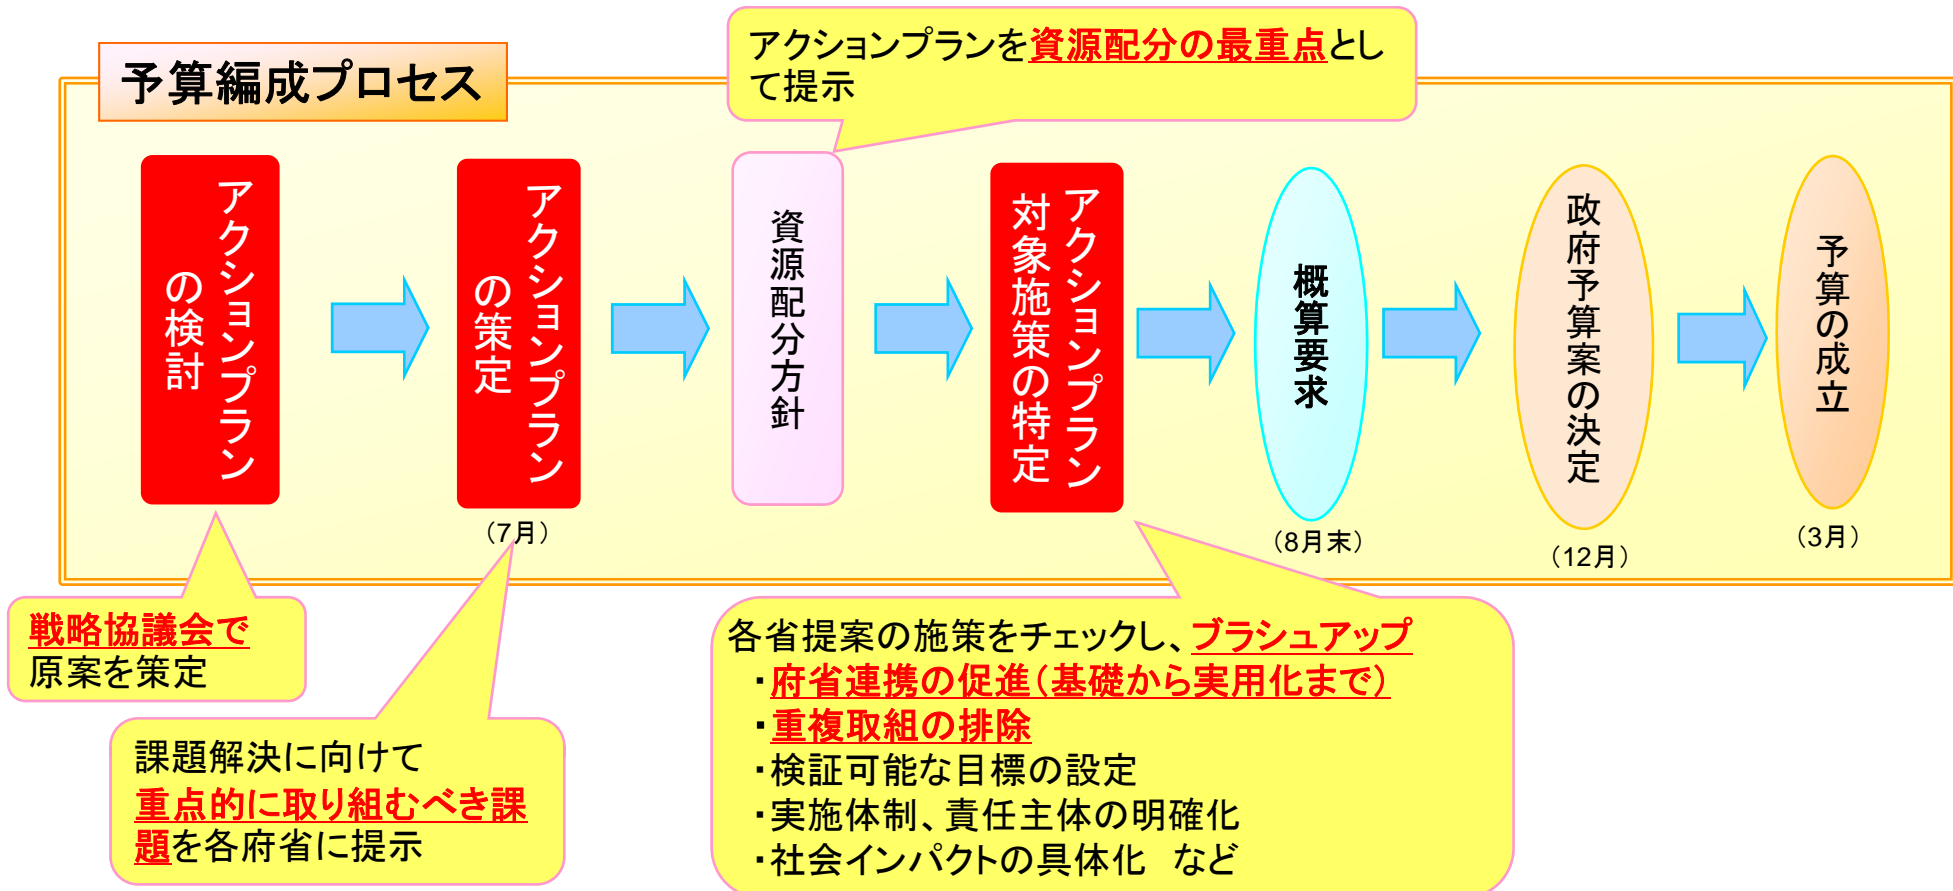 予算編成プロセス
アクションプランを資源配分の最重点とし
て提示
アクションプラン
の検討
アクションプラン
の策定
(7月)
資源配分方針
アクションプラン
対象施策の特定
概算要求
(8月末)
政府予算案の決定
(12月)
予算の成立
(3月)
戦略協議会で
原案を策定
課題解決に向けて
重点的に取り組むべき課
題を各府省に提示
各省提案の施策をチェックし、ブラシュアップ
・府省連携の促進(基礎から実用化まで)
・重複取組の排除
・検証可能な目標の設定
・実施体制、責任主体の明確化
・社会インパクトの具体化 など